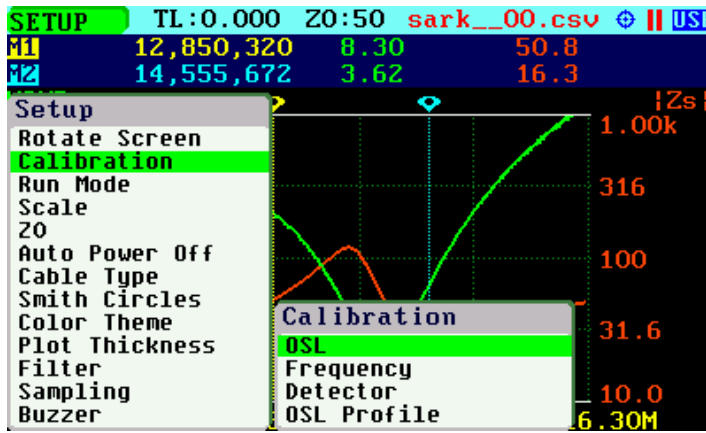 SETUP TL:0.000 Z0:50 sark__00.csv
M1 12,850,320 8.30 50.8
M2 14,555,672 3.62 16.3
|Zs|
Setup
Rotate Screen
Calibration
Run Mode
Scale
Z0
Auto Power Off
Cable Type
Smith Circles
Color Theme
Plot Thickness
Filter
Sampling
Buzzer
Calibration
OSL
Frequency
Detector
OSL Profile
1.00k
316
100
31.6
10.0
6.30M